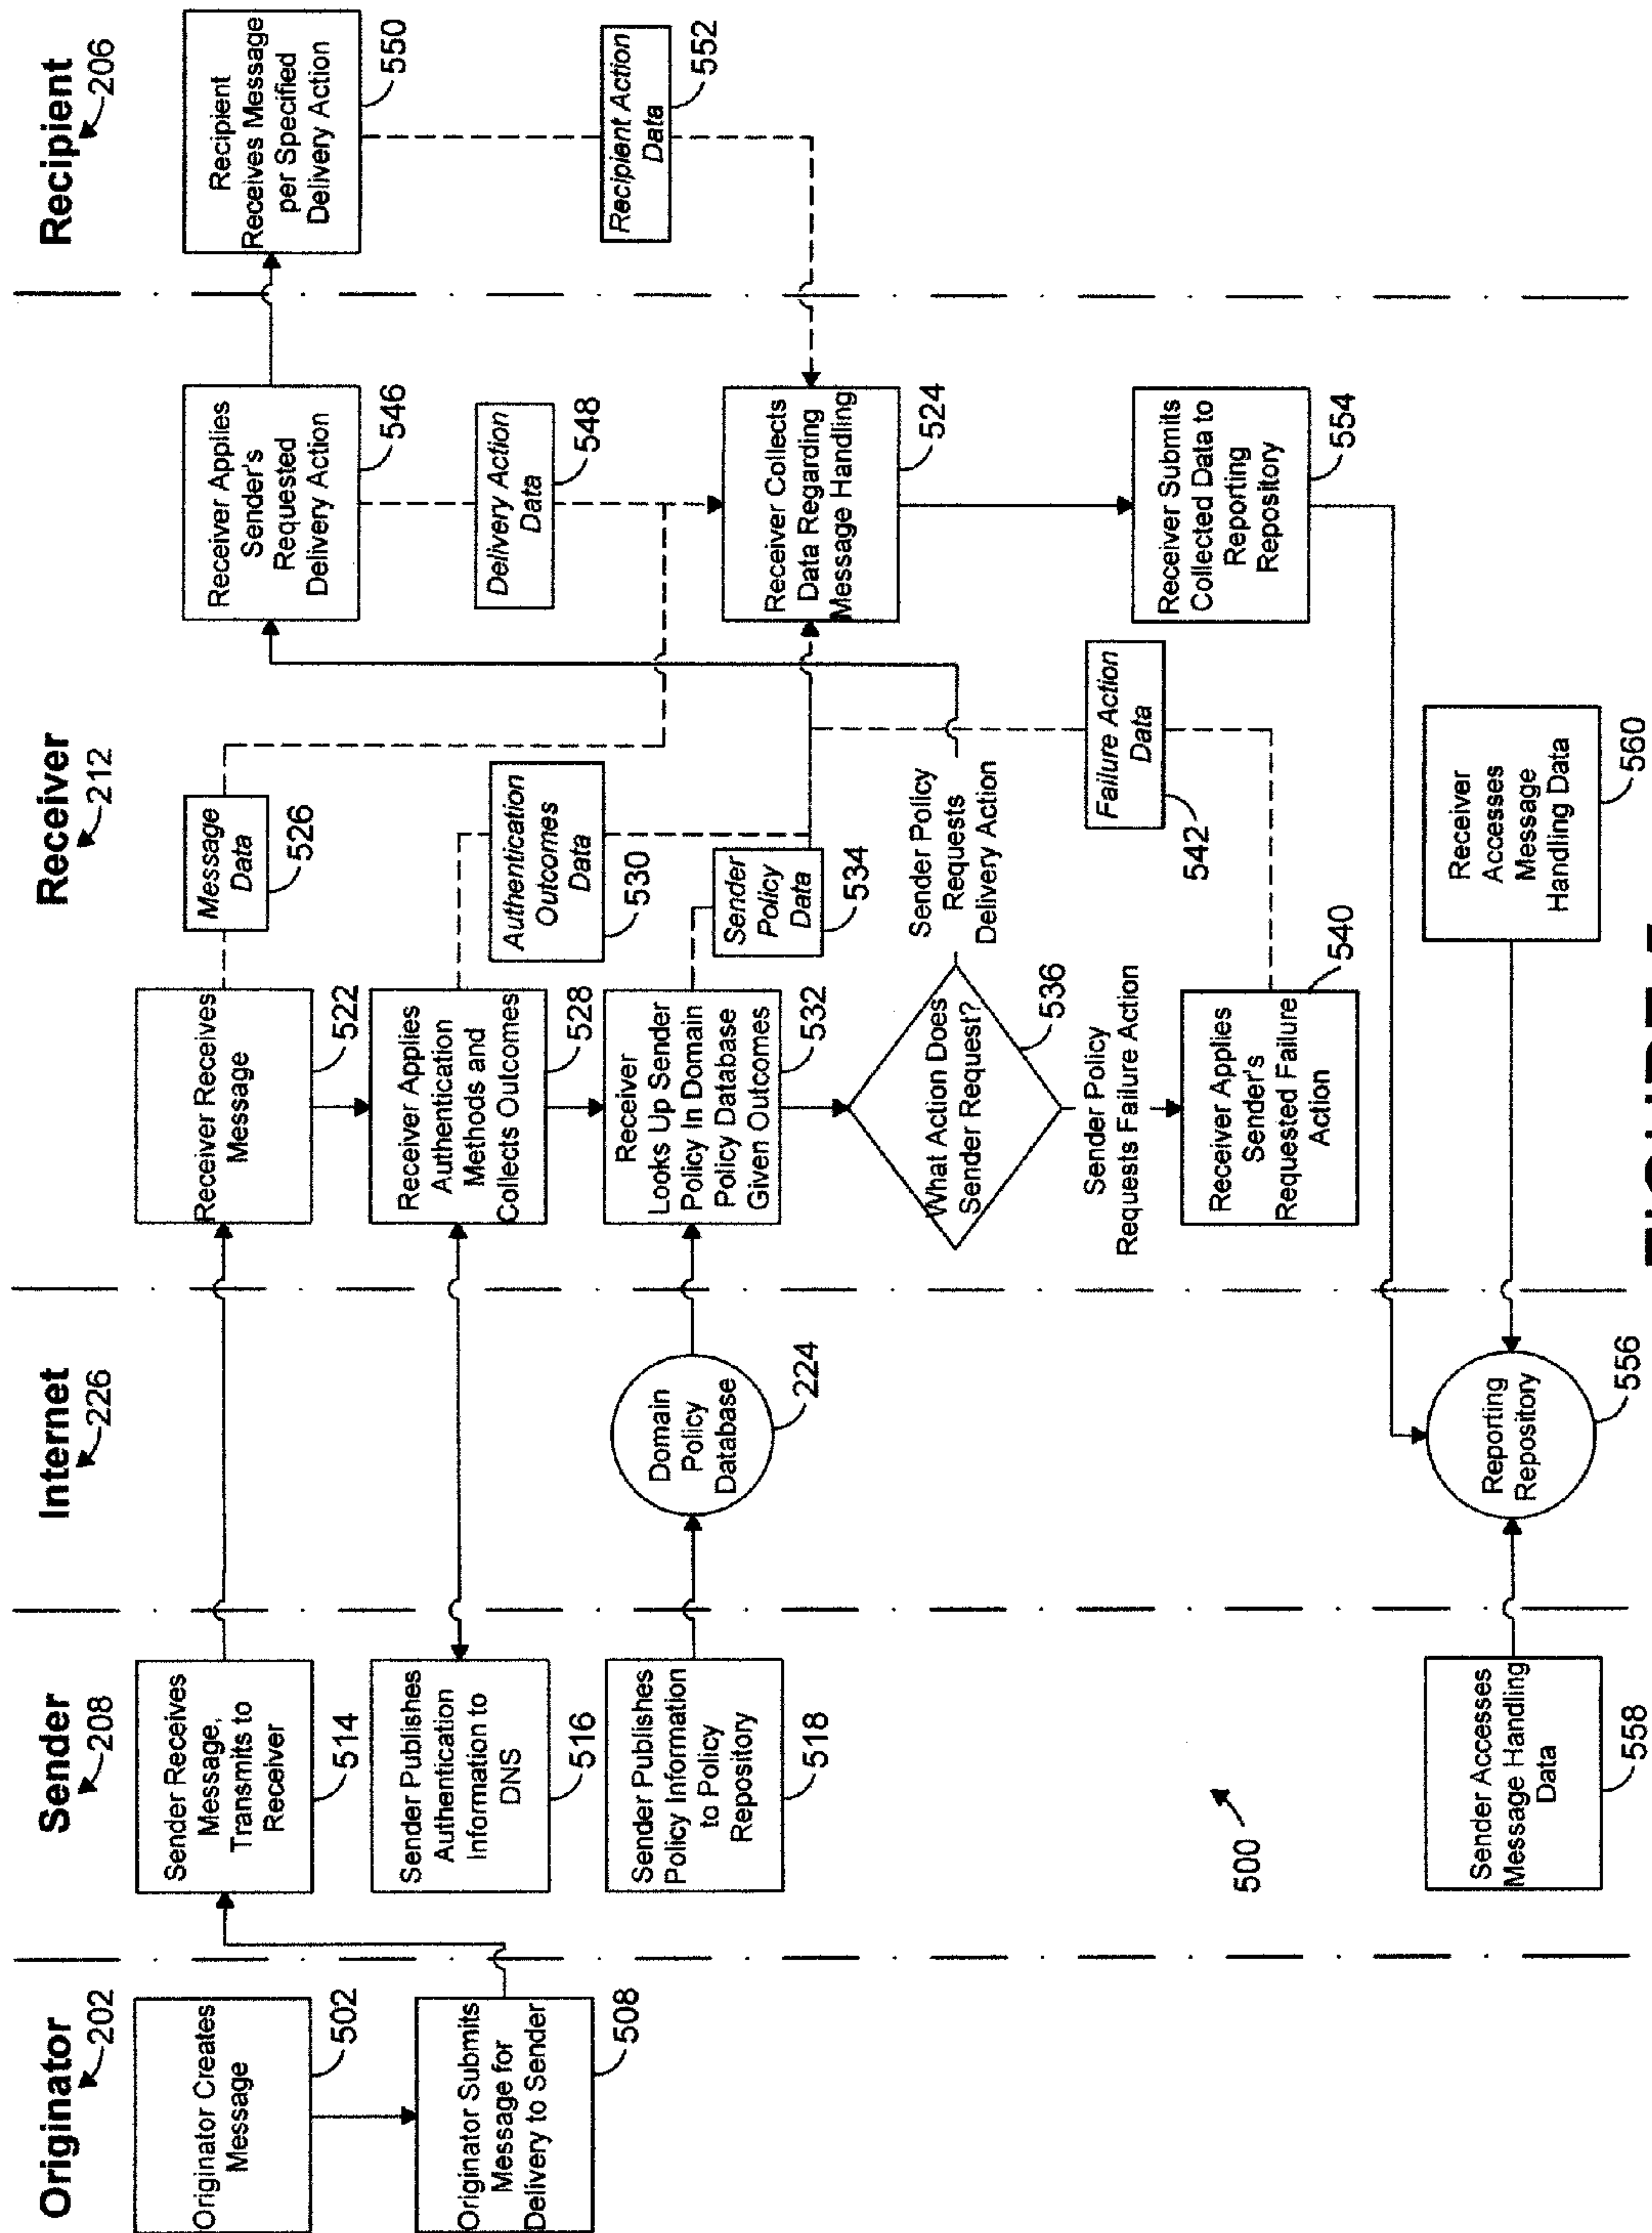 Originator
202
Originator Creates
Message
502
Originator Submits
Message for
Delivery to Sender
508
Sender
208
Sender Receives
Message,
Transmits to
Receiver
514
Sender Publishes
Authentication
Information to
DNS
516
Sender Publishes
Policy Information
to Policy
Repository
518
500
Sender Accesses
Message Handling
Data
558
Internet
226
Domain
Policy
Database
224
Reporting
Repository
556
Receiver
212
Receiver Receives
Message
522
Message
Data
526
Receiver Applies
Authentication
Methods and
Collects Outcomes
528
Authentication
Outcomes
Data
530
Receiver
Looks Up Sender
Policy In Domain
Policy Database
Given Outcomes
532
Sender
Policy
Data
534
What Action Does
Sender Request?
536
Sender Policy
Requests
Delivery Action
Sender Policy
Requests Failure Action
Receiver Applies
Sender's
Requested Failure
Action
540
Failure Action
Data
542
Receiver Applies
Sender's
Requested
Delivery Action
546
Delivery Action
Data
548
Receiver Collects
Data Regarding
Message Handling
524
Receiver Submits
Collected Data to
Reporting
Repository
554
Receiver
Accesses
Message
Handling Data
560
Recipient
206
Recipient
Receives Message
per Specified
Delivery Action
550
Recipient Action
Data
552